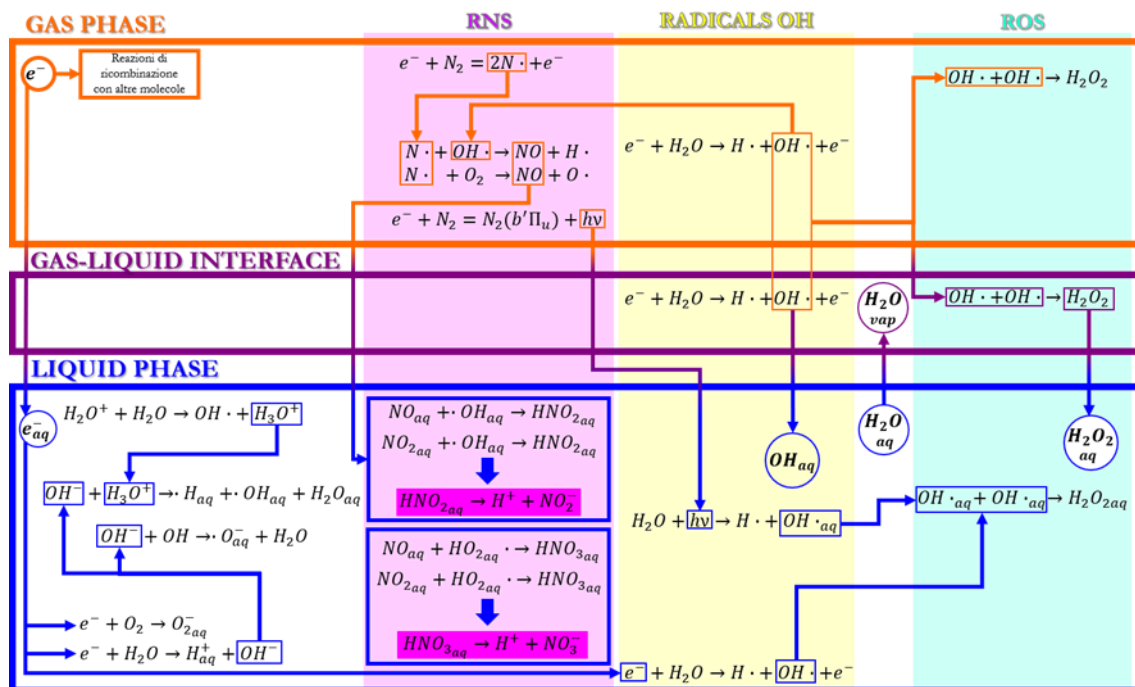 RNS
RADICALS OH
ROS
GAS PHASE
e⁻
Reazioni di
ricombinazione
con altre molecole
e⁻ + N₂ = 2N · +e⁻
N · + OH · → NO + H ·
N · + O₂ → NO + O ·
e⁻ + N₂ = N₂(b′Πᵤ) + hν
e⁻ + H₂O → H · + OH · + e⁻
OH · + OH · → H₂O₂
GAS-LIQUID INTERFACE
e⁻ + H₂O → H · + OH · + e⁻
H₂O
vap
OH · + OH · → H₂O₂
LIQUID PHASE
e⁻aq
H₂O⁺ + H₂O → OH · + H₃O⁺
OH⁻ + H₃O⁺ →· Haq + · OHaq + H₂Oaq
OH⁻ + OH →· O⁻aq + H₂O
e⁻ + O₂ → O₂⁻aq
e⁻ + H₂O → H⁺aq + OH⁻
NOaq + · OHaq → HNO₂aq
NO₂aq + · OHaq → HNO₂aq
HNO₂aq → H⁺ + NO₂⁻
NOaq + HO₂aq · → HNO₃aq
NO₂aq + HO₂aq · → HNO₃aq
HNO₃aq → H⁺ + NO₃⁻
OHaq
H₂O + hν → H · + OH ·aq
e⁻ + H₂O → H · + OH · + e⁻
H₂O
aq
H₂O₂
aq
OH ·aq + OH ·aq → H₂O₂aq